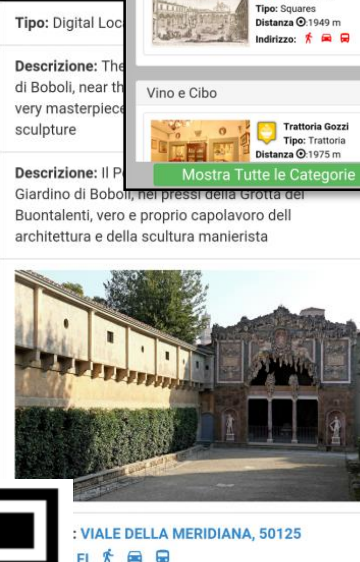 Tipo: Squares
Distanza :1949 m
Indirizzo:
Vino e Cibo
Trattoria Gozzi
Tipo: Trattoria
Distanza :1975 m
Mostra Tutte le Categorie
Tipo: Digital
Descrizione: The
di Boboli, near th
very masterpiece
sculpture
Descrizione: Il P
Giardino di Boboli, nei pressi della Grotta del
Buontalenti, vero e proprio capolavoro dell
architettura e della scultura manierista
: VIALE DELLA MERIDIANA, 50125
FI